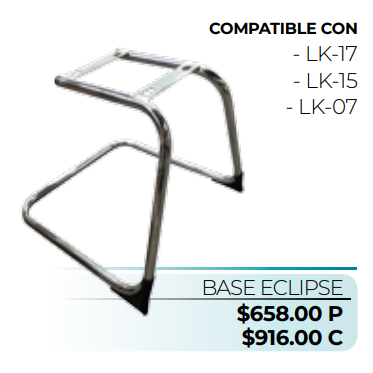 COMPATIBLE CON
- LK-17
- LK-15
- LK-07
BASE ECLIPSE
$658.00 P
$916.00 C